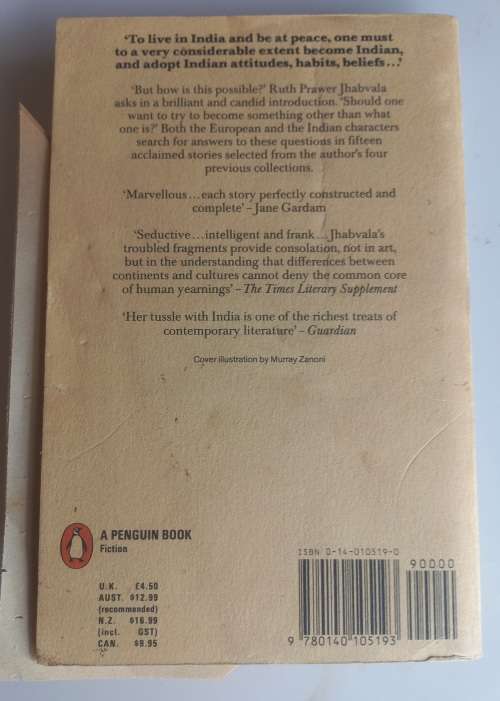 ‘To live in India and be at peace, one must
to a very considerable extent become Indian,
and adopt Indian attitudes, habits, beliefs...’
‘But how is this possible?’ Ruth Prawer Jhabvala
asks in a brilliant and candid introduction. ‘Should one
want to try to become something other than what
one is?’ Both the European and the Indian characters
search for answers to these questions in fifteen
acclaimed stories selected from the author’s four
previous collections.
‘Marvellous...each story perfectly constructed and
complete’ – Jane Gardam
‘Seductive...intelligent and frank...Jhabvala’s
troubled fragments provide consolation, not in art,
but in the understanding that differences between
continents and cultures cannot deny the common core
of human yearnings’ – The Times Literary Supplement
‘Her tussle with India is one of the richest treats of
contemporary literature’ – Guardian
Cover illustration by Murray Zanoni
A PENGUIN BOOK
Fiction
U.K. £4.50
AUST. $12.99
(recommended)
N.Z. $16.99
(incl. GST)
CAN. $9.95
ISBN 0-14-010519-0
90000
9 780140 105193